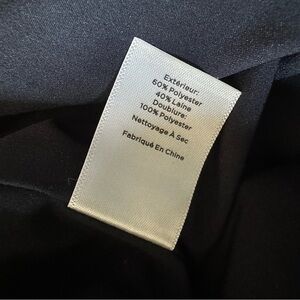 Extérieur:
60% Polyester
40% Laine
Doublure:
100% Polyester
Nettoyage À Sec
Fabriqué En Chine